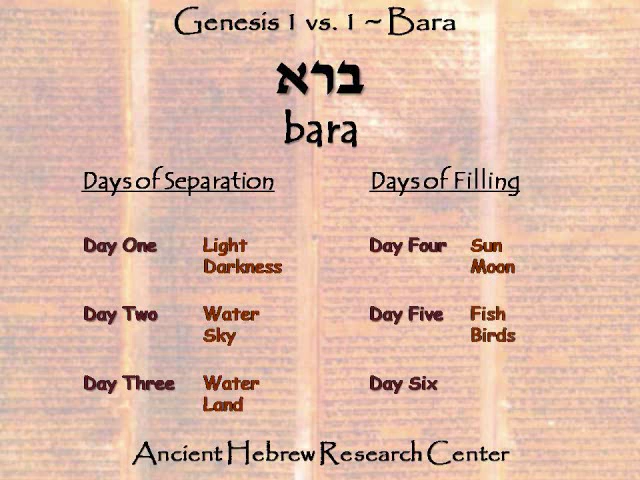 Genesis 1 vs. 1 ~ Bara
ברא
bara
Days of Separation
Day One Light
Darkness
Day Two Water
Sky
Day Three Water
Land
Days of Filling
Day Four Sun
Moon
Day Five Fish
Birds
Day Six
Ancient Hebrew Research Center